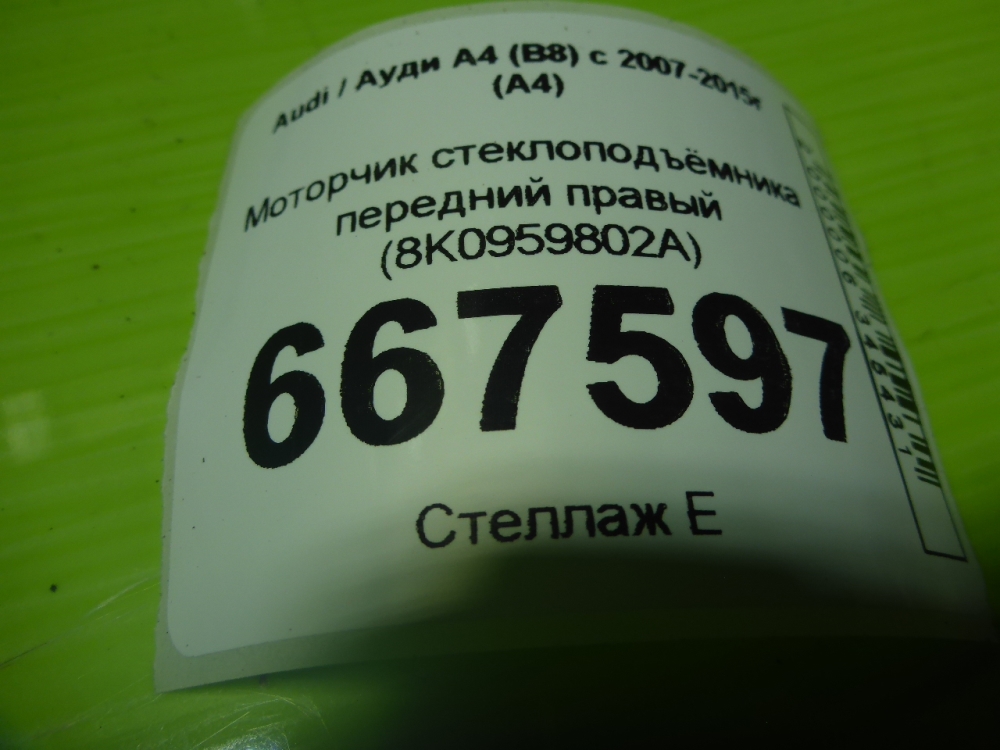 Audi / Ауди А4 (B8) с 2007-2015г
(A4)
Моторчик стеклоподъёмника
передний правый
(8K0959802A)
667597
Стеллаж Е